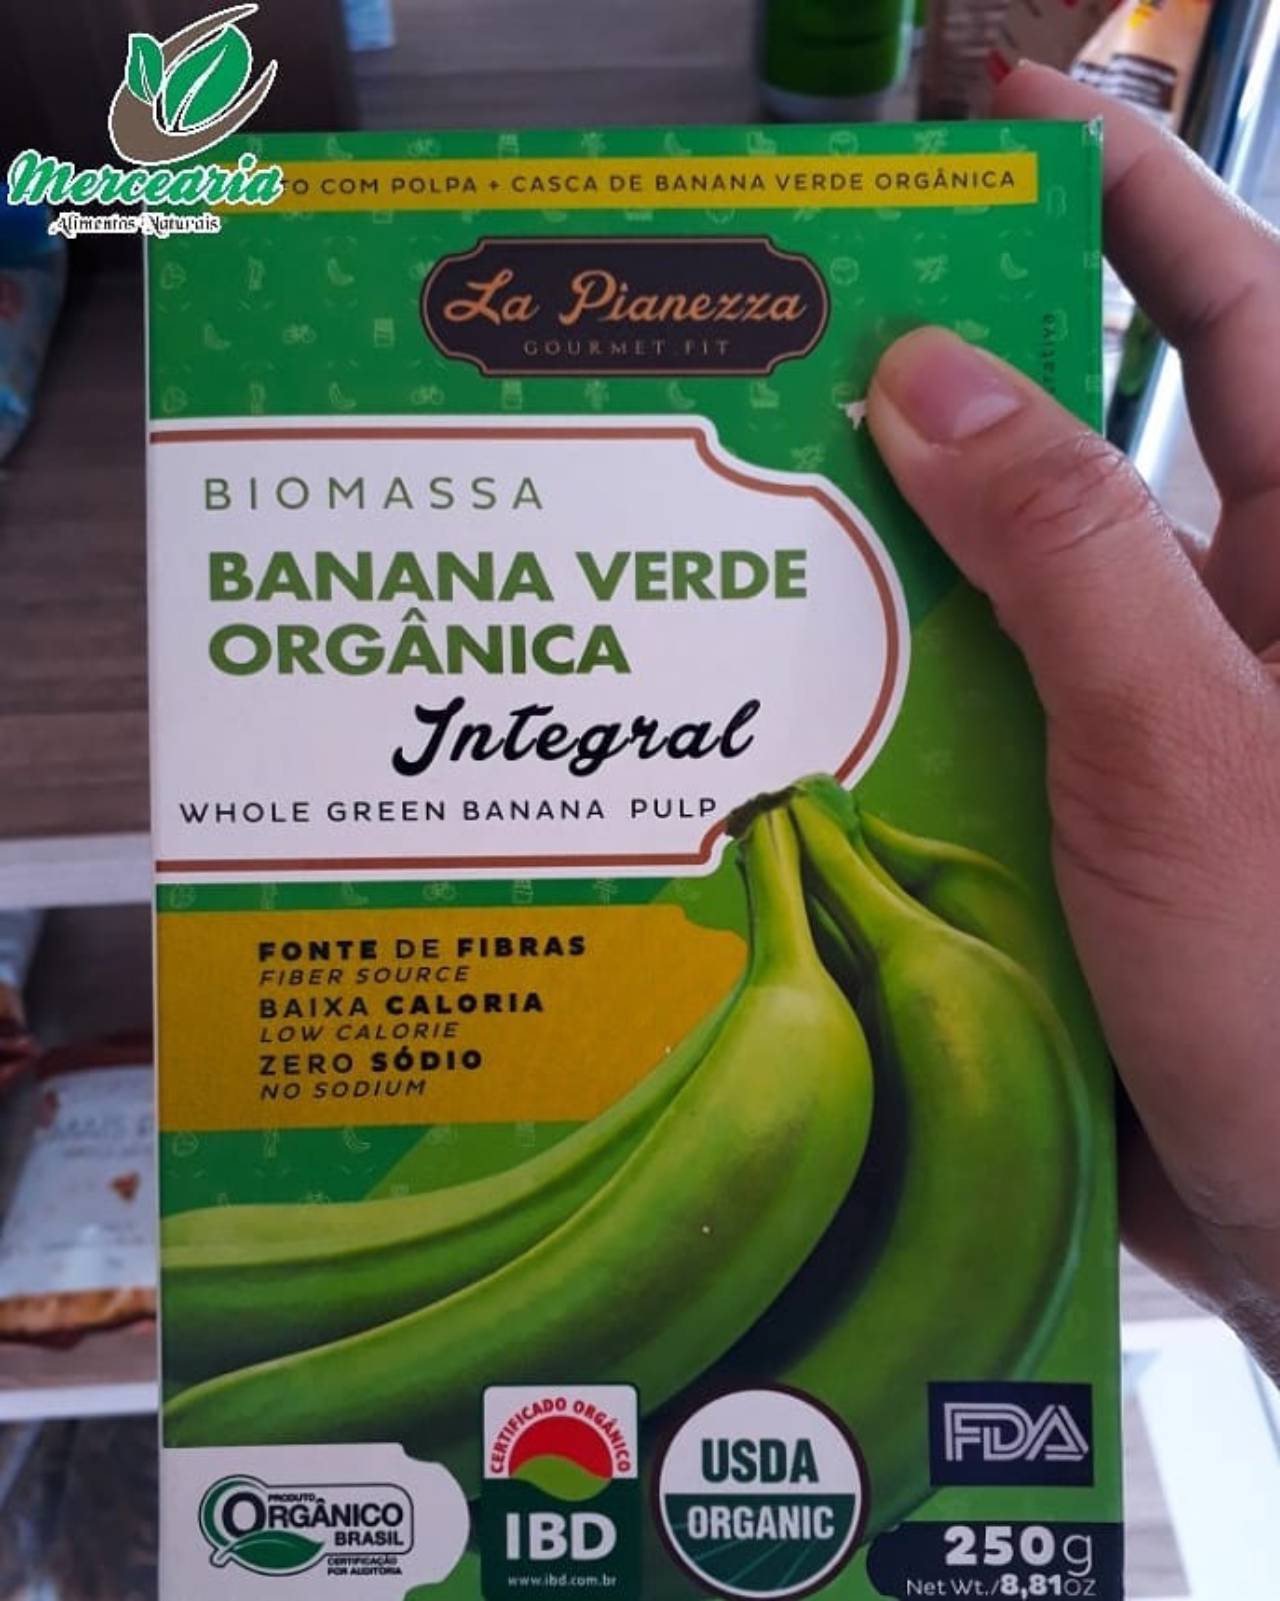 Mercearia
Alimentos Naturais
COM POLPA + CASCA DE BANANA VERDE ORGÂNICA
La Pianezza
GOURMET FIT
BIOMASSA
BANANA VERDE
ORGÂNICA
Integral
WHOLE GREEN BANANA PULP
FONTE DE FIBRAS
FIBER SOURCE
BAIXA CALORIA
LOW CALORIE
ZERO SÓDIO
NO SODIUM
PRODUTO
ORGÂNICO
BRASIL
CERTIFICAÇÃO
POR AUDITORIA
CERTIFICADO ORGÂNICO
IBD
www.ibd.com.br
USDA
ORGANIC
FDA
250g
Net Wt./8,81oz